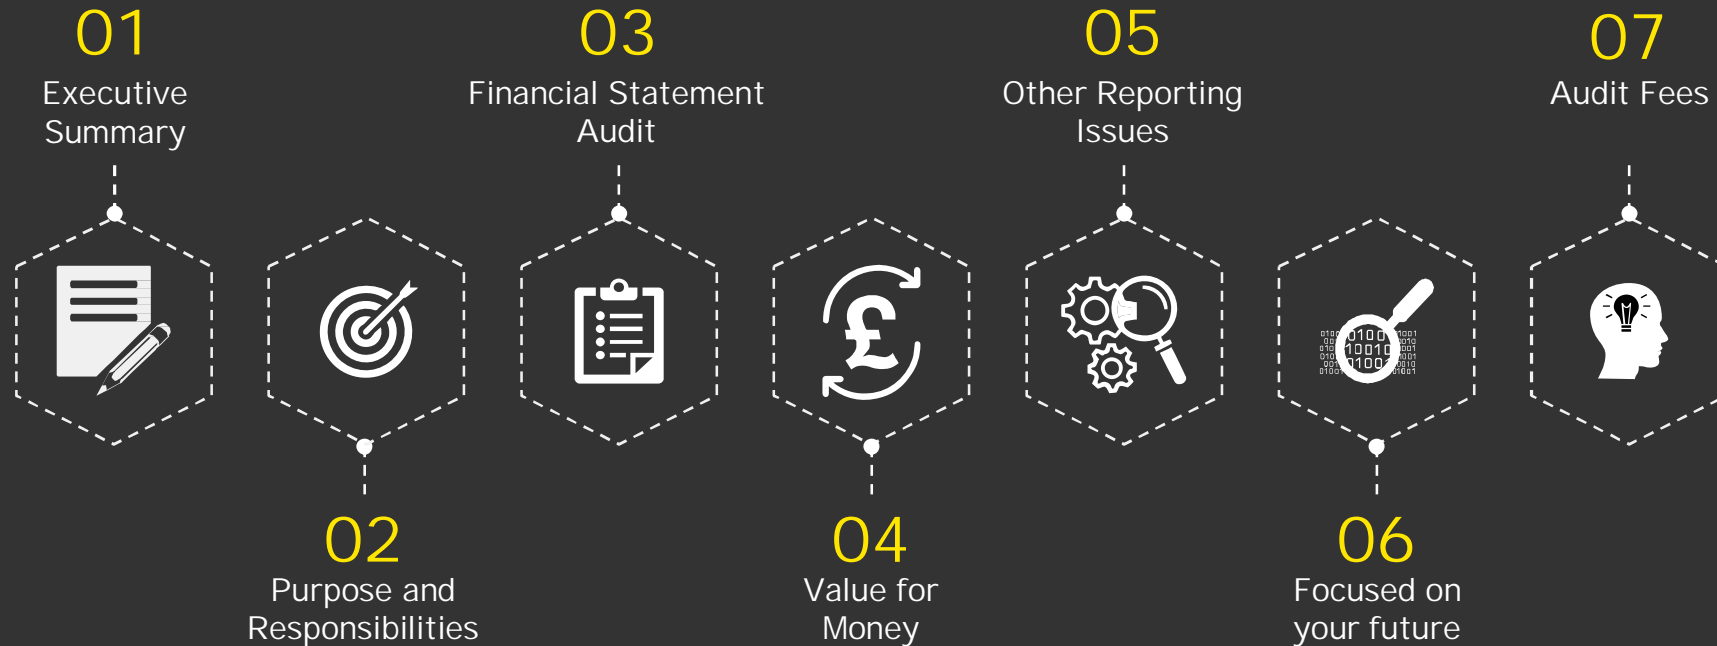 01
Executive
Summary
03
Financial Statement
Audit
05
Other Reporting
Issues
07
Audit Fees
£
02
Purpose and
Responsibilities
04
Value for
Money
06
Focused on
your future